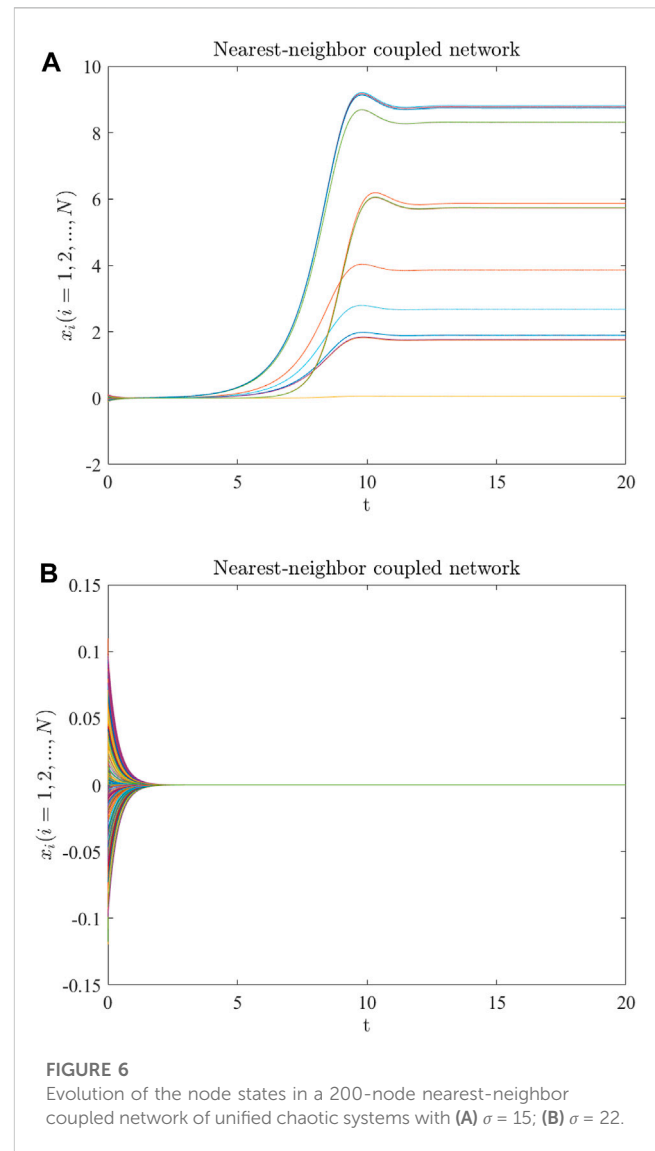 A
Nearest-neighbor coupled network
10
8
6
4
2
0
-2
x_i(i = 1, 2, ..., N)
0 5 10 15 20
t
B
Nearest-neighbor coupled network
0.15
0.1
0.05
0
-0.05
-0.1
-0.15
x_i(i = 1, 2, ..., N)
0 5 10 15 20
t
FIGURE 6
Evolution of the node states in a 200-node nearest-neighbor
coupled network of unified chaotic systems with (A) σ = 15; (B) σ = 22.